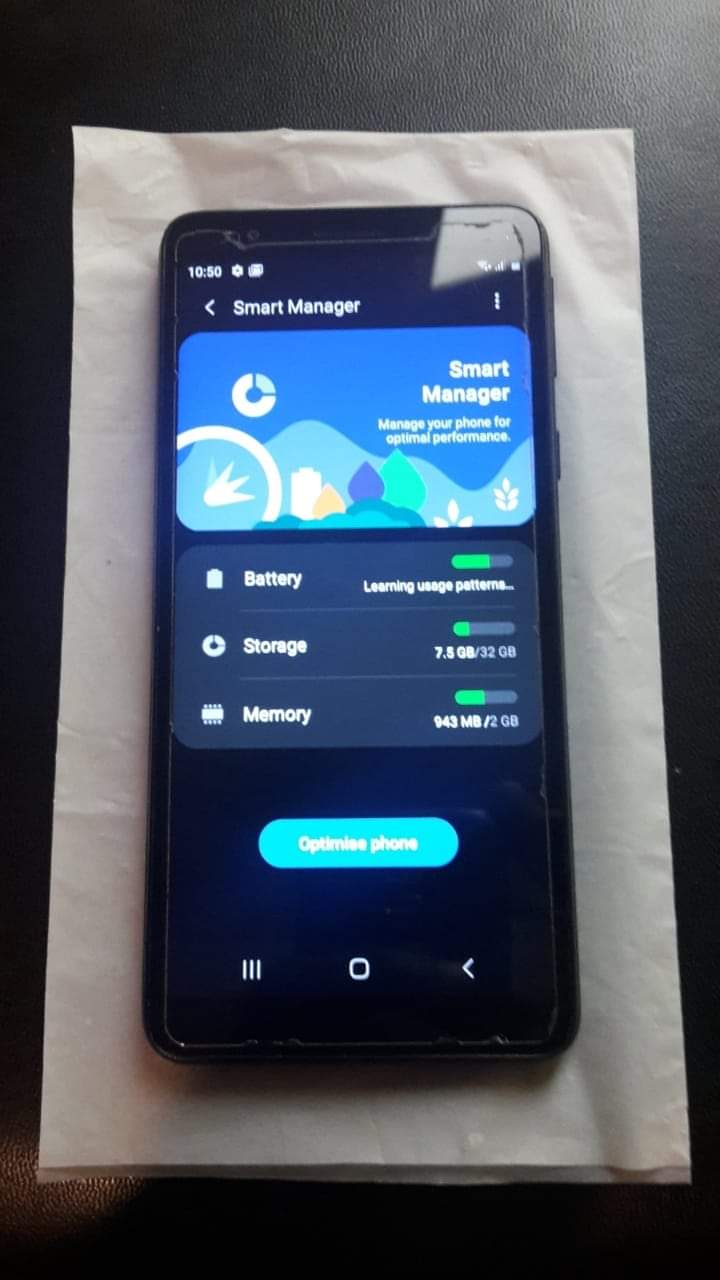 10:50
Smart Manager
Smart
Manager
Manage your phone for
optimal performance.
Battery
Learning usage patterns...
Storage
7.5 GB/32 GB
Memory
943 MB /2 GB
Optimise phone